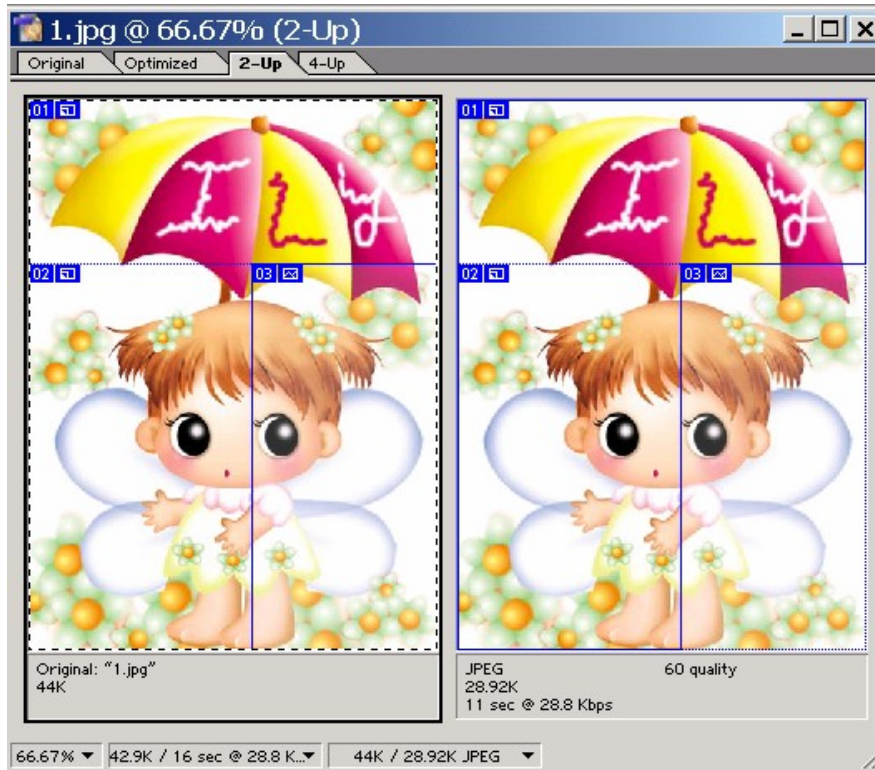 1.jpg @ 66.67% (2-Up)
Original Optimized 2-Up 4-Up
01
I L y
02 03
01
I L y
02 03
Original: “1.jpg”
44K
JPEG 60 quality
28.92K
11 sec @ 28.8 Kbps
66.67% 42.9K / 16 sec @ 28.8 K... 44K / 28.92K JPEG